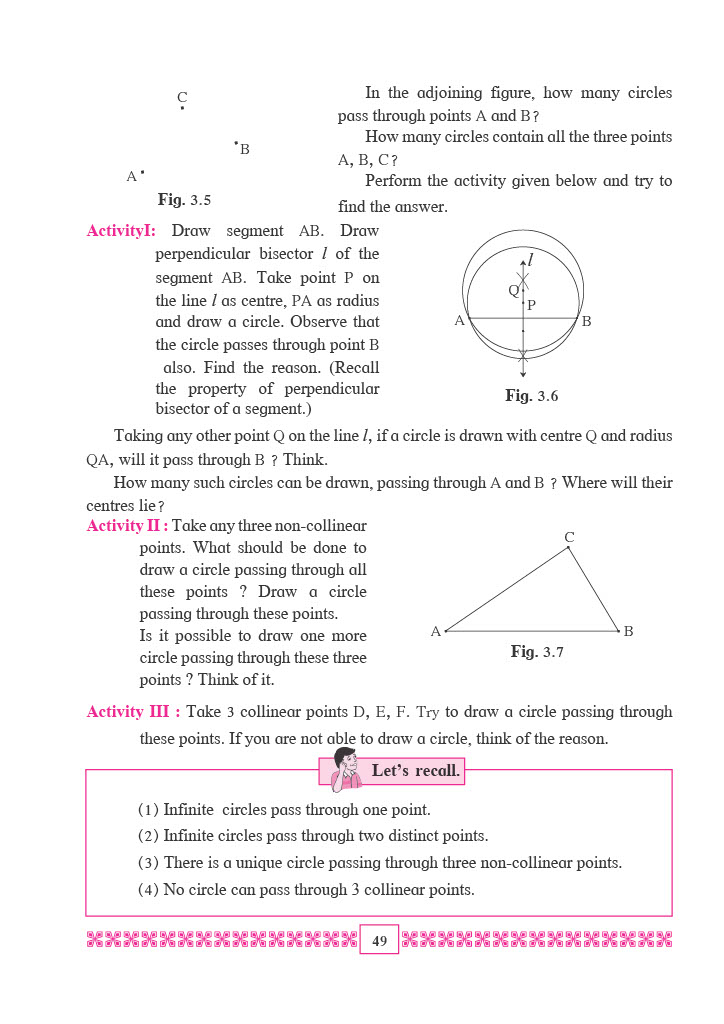 C
B
A
Fig. 3.5
In the adjoining figure, how many circles
pass through points A and B?
How many circles contain all the three points
A, B, C?
Perform the activity given below and try to
find the answer.
ActivityI: Draw segment AB. Draw
perpendicular bisector l of the
segment AB. Take point P on
the line l as centre, PA as radius
and draw a circle. Observe that
the circle passes through point B
also. Find the reason. (Recall
the property of perpendicular
bisector of a segment.)
l
Q
P
A
B
Fig. 3.6
Taking any other point Q on the line l, if a circle is drawn with centre Q and radius
QA, will it pass through B ? Think.
How many such circles can be drawn, passing through A and B ? Where will their
centres lie?
Activity II : Take any three non-collinear
points. What should be done to
draw a circle passing through all
these points ? Draw a circle
passing through these points.
Is it possible to draw one more
circle passing through these three
points ? Think of it.
C
A
B
Fig. 3.7
Activity III : Take 3 collinear points D, E, F. Try to draw a circle passing through
these points. If you are not able to draw a circle, think of the reason.
Let's recall.
(1) Infinite circles pass through one point.
(2) Infinite circles pass through two distinct points.
(3) There is a unique circle passing through three non-collinear points.
(4) No circle can pass through 3 collinear points.
49